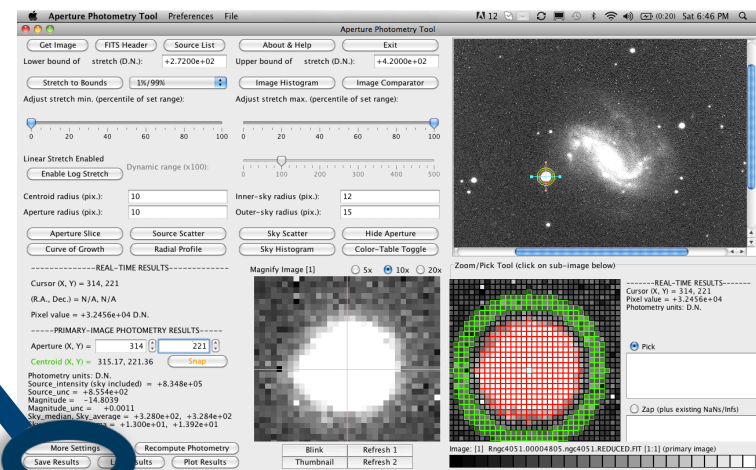 Aperture Photometry Tool Preferences File
12 (0:20) Sat 6:46 PM
Aperture Photometry Tool
Get Image FITS Header Source List About & Help Exit
Lower bound of stretch (D.N.): +2.7200e+02 Upper bound of stretch (D.N.): +4.2000e+02
Stretch to Bounds 1%/99% Image Histogram Image Comparator
Adjust stretch min. (percentile of set range): Adjust stretch max. (percentile of set range):
0 20 40 60 80 100 0 20 40 60 80 100
Linear Stretch Enabled
Enable Log Stretch Dynamic range (x100): 0 100 200 300 400 500
Centroid radius (pix.): 10 Inner-sky radius (pix.): 12
Aperture radius (pix.): 10 Outer-sky radius (pix.): 15
Aperture Slice Source Scatter Sky Scatter Hide Aperture
Curve of Growth Radial Profile Sky Histogram Color-Table Toggle
--------------REAL-TIME RESULTS-------------
Cursor (X, Y) = 314, 221
(R.A., Dec.) = N/A, N/A
Pixel value = +3.2456e+04 D.N.
-----PRIMARY-IMAGE PHOTOMETRY RESULTS-----
Aperture (X, Y) = 314 221
Centroid (X, Y) = 315.17, 221.36 Snap
Photometry units: D.N.
Source_intensity (sky included) = +8.348e+05
Source_unc = +8.554e+02
Magnitude = -14.8039
Magnitude_unc = +0.0011
Sky_median, Sky_average = +3.280e+02, +3.284e+02
= +1.300e+01, +1.392e+01
More Settings Recompute Photometry
Save Results Plot Results
Magnify Image [1] 5x 10x 20x
Blink Refresh 1
Thumbnail Refresh 2
Zoom/Pick Tool (click on sub-image below)
-------REAL-TIME RESULTS-------
Cursor (X, Y) = 314, 221
Pixel value = +3.2456e+04
Photometry units: D.N.
Pick
Zap (plus existing NaNs/Infs)
Image: [1] Rngc4051.00004805.ngc4051.REDUCED.FIT [1:1] (primary image)